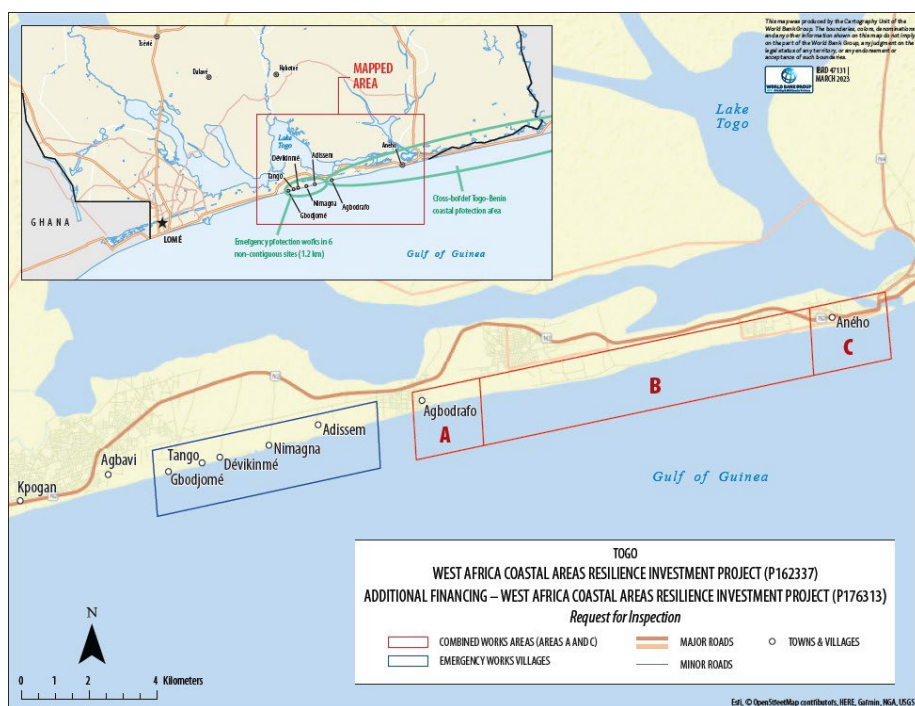 This map was produced by the Cartography Unit of the
World Bank Group. The boundaries, colors, denominations
and any other information shown on this map do not imply,
on the part of the World Bank Group, any judgment on the
legal status of any territory, or any endorsement or
acceptance of such boundaries.
WORLD BANK GROUP
IBRD 47131 |
MARCH 2023
Tsévié
MAPPED
AREA
Lake
Togo
Dévikinmé
Adissem
Tango
Aného
Nimagna
Agbodrafo
Gbodjomé
GHANA
LOMÉ
Cross-border Togo-Benin
coastal protection area
Emergency protection works in 6
non-contiguous sites (1.2 km)
Gulf of Guinea
Lake
Togo
Aného
C
B
Agbodrafo
A
Adissem
Nimagna
Tango
Dévikinmé
Agbavi
Gbodjomé
Kpogan
Gulf of Guinea
TOGO
WEST AFRICA COASTAL AREAS RESILIENCE INVESTMENT PROJECT (P162337)
ADDITIONAL FINANCING – WEST AFRICA COASTAL AREAS RESILIENCE INVESTMENT PROJECT (P176313)
Request for Inspection
COMBINED WORKS AREAS (AREAS A AND C)
MAJOR ROADS
TOWNS & VILLAGES
EMERGENCY WORKS VILLAGES
MINOR ROADS
N
0 1 2 4 Kilometers
Esri, © OpenStreetMap contributors, HERE, Garmin, NGA, USGS